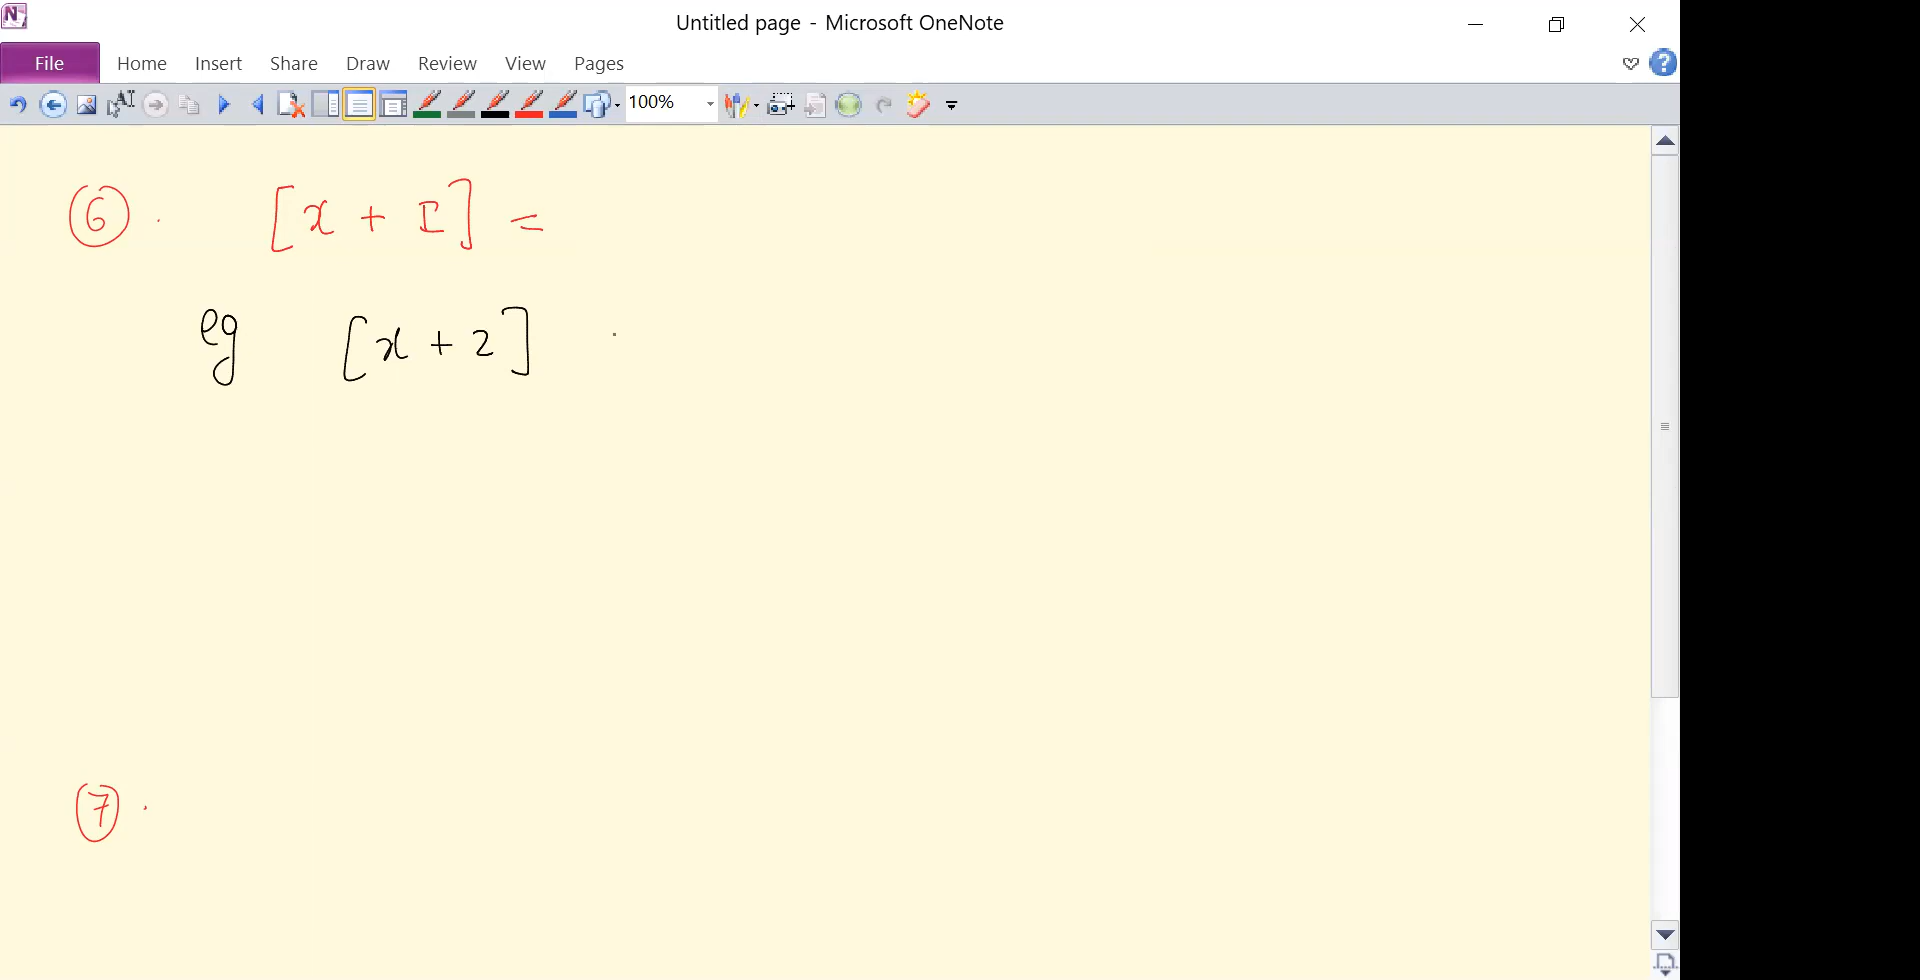 Untitled page - Microsoft OneNote
File Home Insert Share Draw Review View Pages
100%
⑥. [x + I] =
eg [x + 2]
⑦.